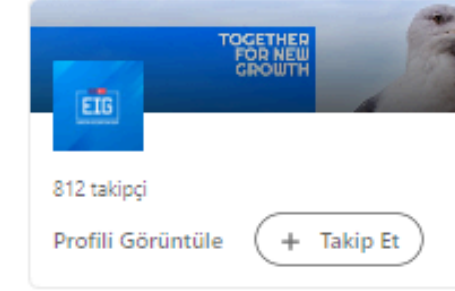 TOGETHER
FOR NEW
GROWTH
EIG
812 takipçi
Profili Görüntüle
+ Takip Et